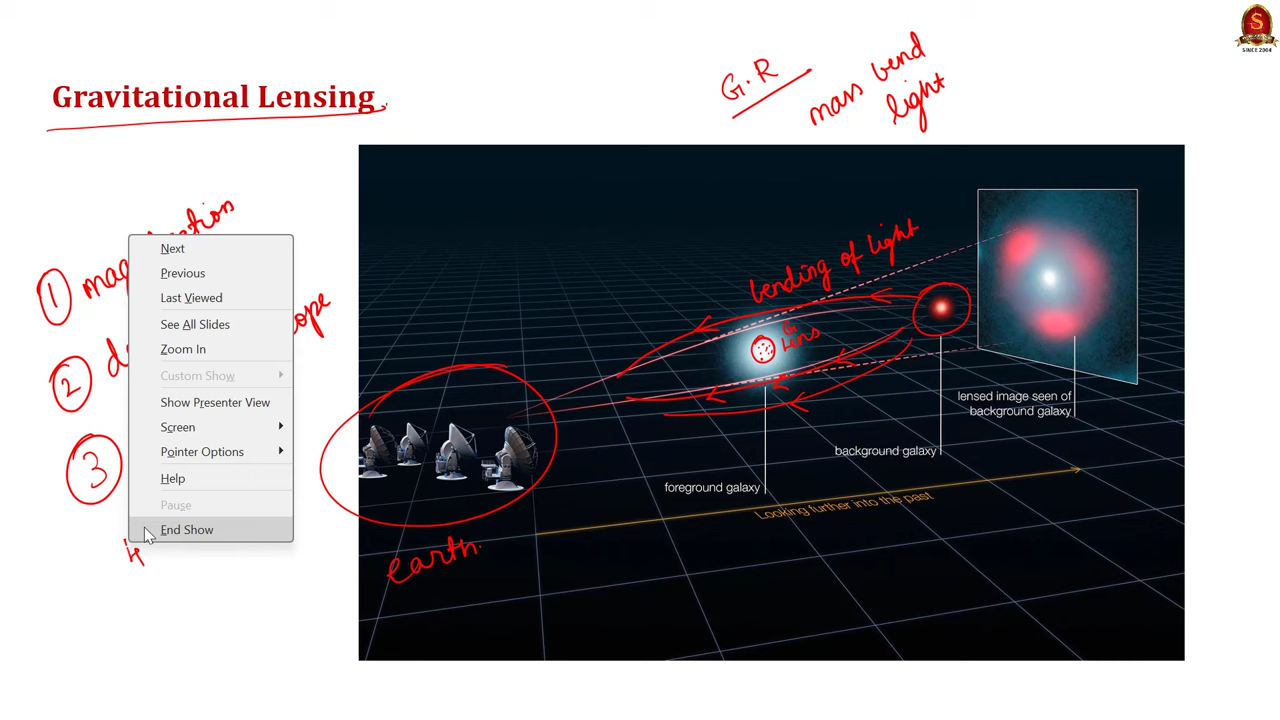 S
SINCE 2004
G.R
mass bend
light
Gravitational Lensing
1
2
3
Next
Previous
Last Viewed
See All Slides
Zoom In
Custom Show
Show Presenter View
Screen
Pointer Options
Help
Pause
End Show
bending of light
G
Lens
lensed image seen of
background galaxy
background galaxy
foreground galaxy
Looking further into the past
earth.